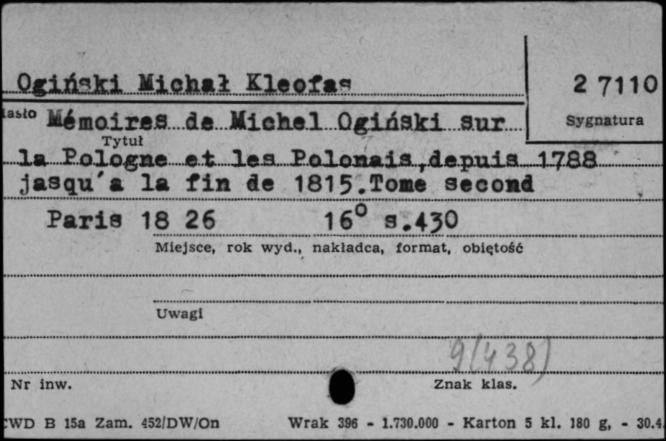 Ogiński Michał Kleofas
2 7110
Sygnatura
asło Mémoires de Michel Ogiński sur
Tytuł
la Pologne et les Polonais,depuis 1788
jasqu'a la fin de 1815.Tome second
Paris 18 26 16° s.430
Miejsce, rok wyd., nakładca, format, objętość
Uwagi
9(438)
Nr inw.
Znak klas.
WD B 15a Zam. 452/DW/On Wrak 396 - 1.730.000 - Karton 5 kl. 180 g, - 30.4